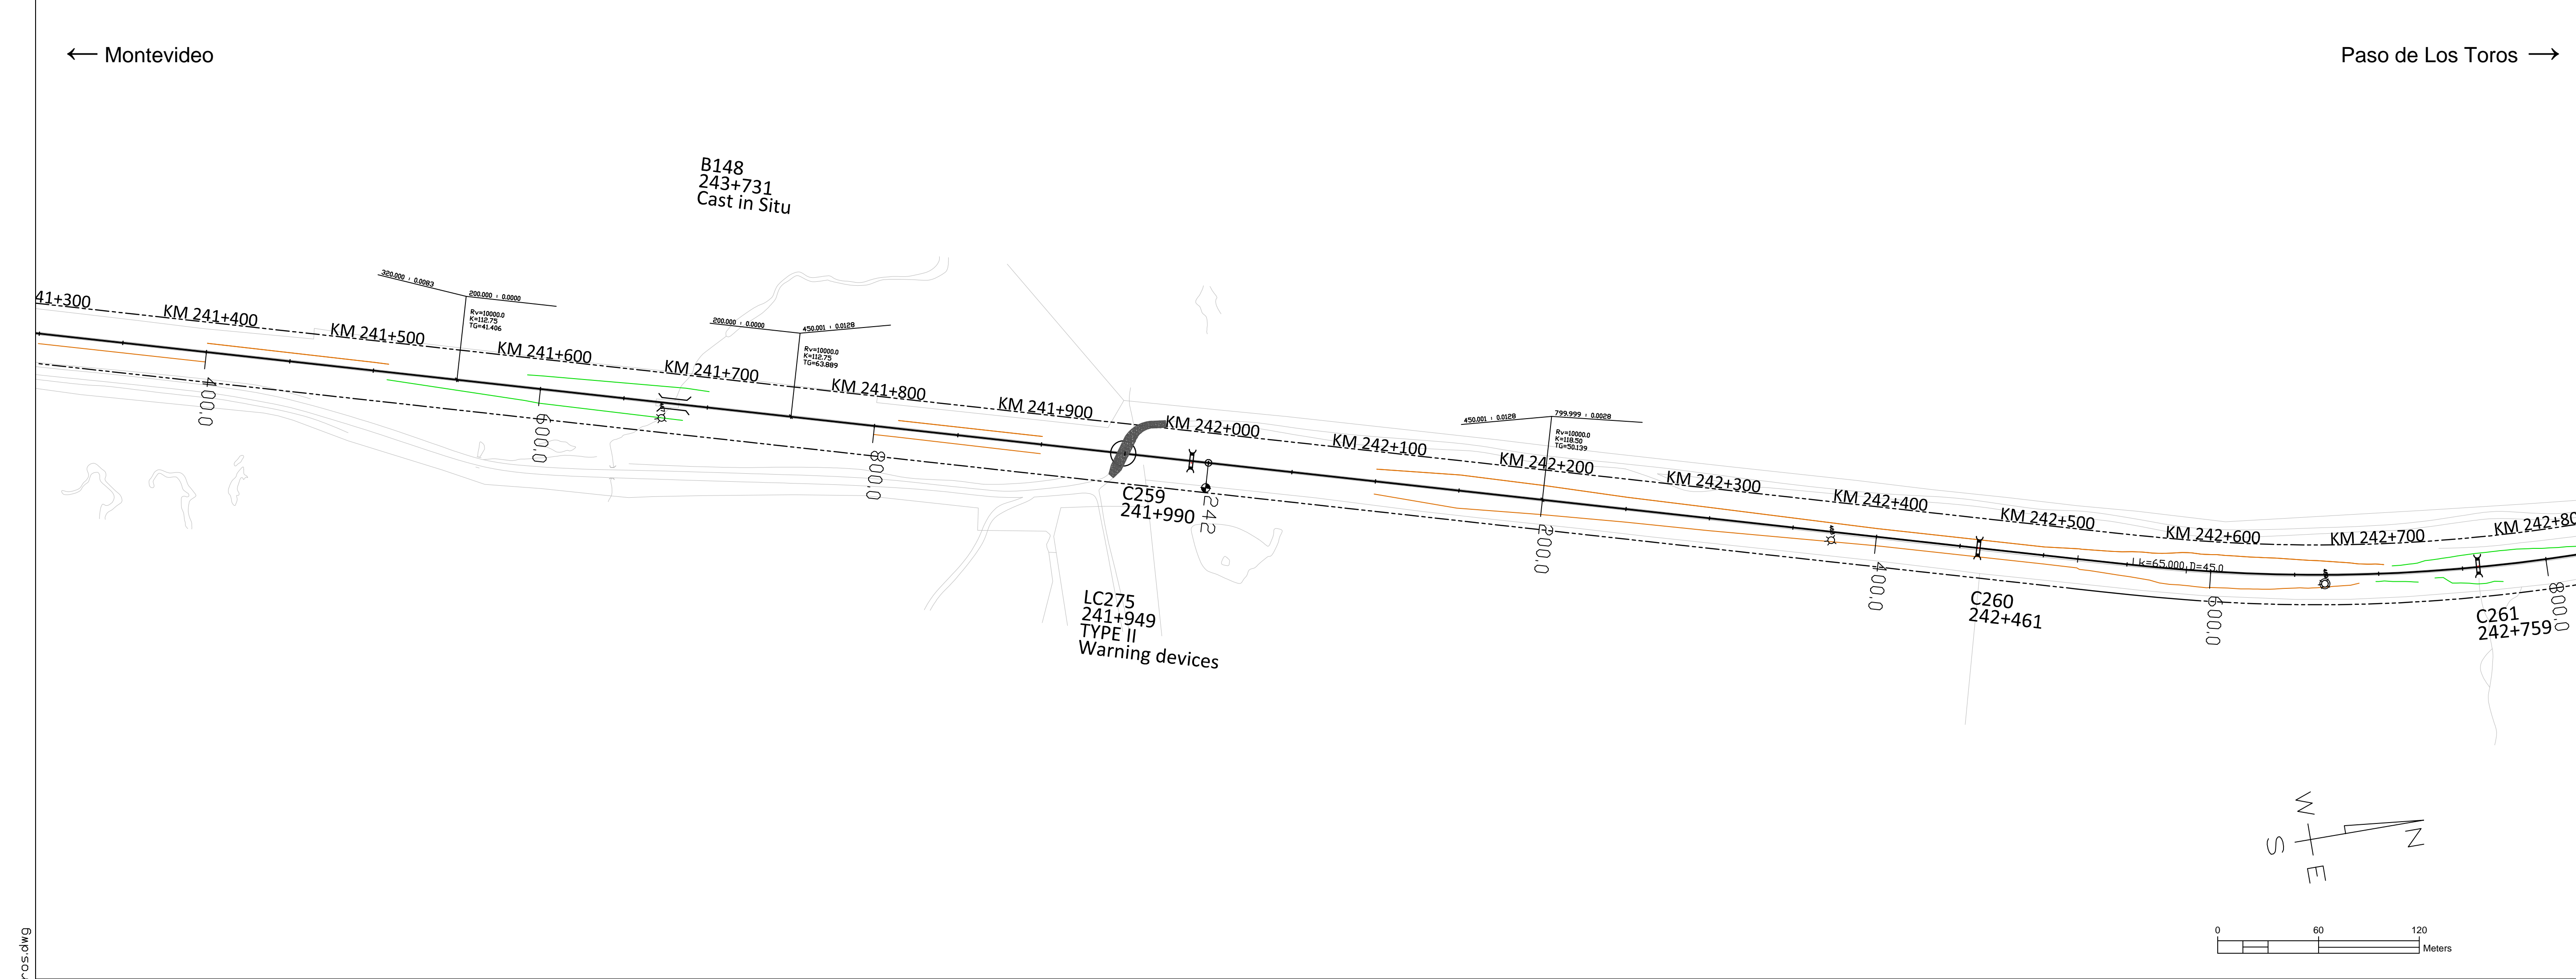 ← Montevideo
Paso de Los Toros →
B148
243+731
Cast in Situ
320.000 : 0.0083
200.000 : 0.0000
Rv=10000.0
K=112.75
TG=41.406
200.000 : 0.0000
450.001 : 0.0128
Rv=10000.0
K=112.75
TG=63.889
450.001 : 0.0128
799.999 : 0.0028
Rv=10000.0
K=118.50
TG=50.139
41+300
KM 241+400
KM 241+500
KM 241+600
KM 241+700
KM 241+800
KM 241+900
KM 242+000
KM 242+100
KM 242+200
KM 242+300
KM 242+400
KM 242+500
KM 242+600
KM 242+700
KM 242+80
400.0
600.0
800.0
242
200.0
400.0
600.0
800.0
Lk=65.000, D=45.0
C259
241+990
LC275
241+949
TYPE II
Warning devices
C260
242+461
C261
242+759
W
S
N
E
0
60
120
Meters
ros.dwg